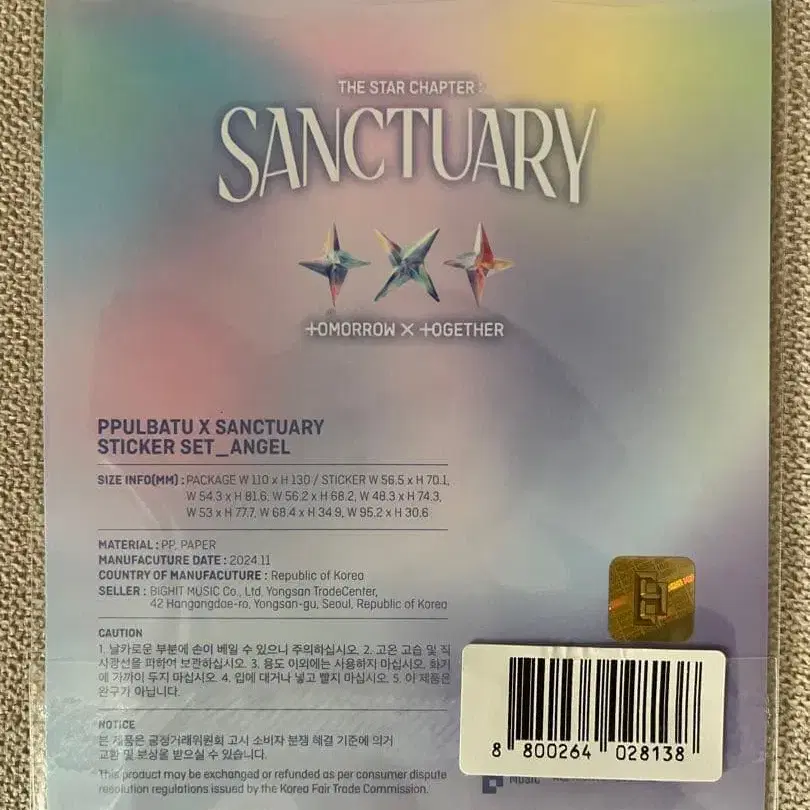 THE STAR CHAPTER :
SANCTUARY
TOMORROW X TOGETHER
PPULBATU X SANCTUARY
STICKER SET_ANGEL
SIZE INFO(MM) : PACKAGE W 110 x H 130 / STICKER W 56.5 x H 70.1,
W 54.3 x H 81.6, W 56.2 x H 68.2, W 48.3 x H 74.3,
W 53 x H 77.7, W 68.4 x H 34.9, W 95.2 x H 30.6
MATERIAL : PP, PAPER
MANUFACUTURE DATE : 2024.11
COUNTRY OF MANUFACUTURE : Republic of Korea
SELLER : BIGHIT MUSIC Co., Ltd. Yongsan TradeCenter,
42 Hangangdae-ro, Yongsan-gu, Seoul, Republic of Korea
CAUTION
1. 날카로운 부분에 손이 베일 수 있으니 주의하십시오. 2. 고온 고습 및 직
사광선을 피하여 보관하십시오. 3. 용도 이외에는 사용하지 마십시오. 화기
에 가까이 두지 마십시오. 4. 입에 대거나 넣고 빨지 마십시오. 5. 이 제품은
완구가 아닙니다.
NOTICE
본 제품은 공정거래위원회 고시 소비자 분쟁 해결 기준에 의거
교환 및 보상을 받으실 수 있습니다.
This product may be exchanged or refunded as per consumer dispute
resolution regulations issued by the Korea Fair Trade Commission.
8 800264 028138
MUSIC